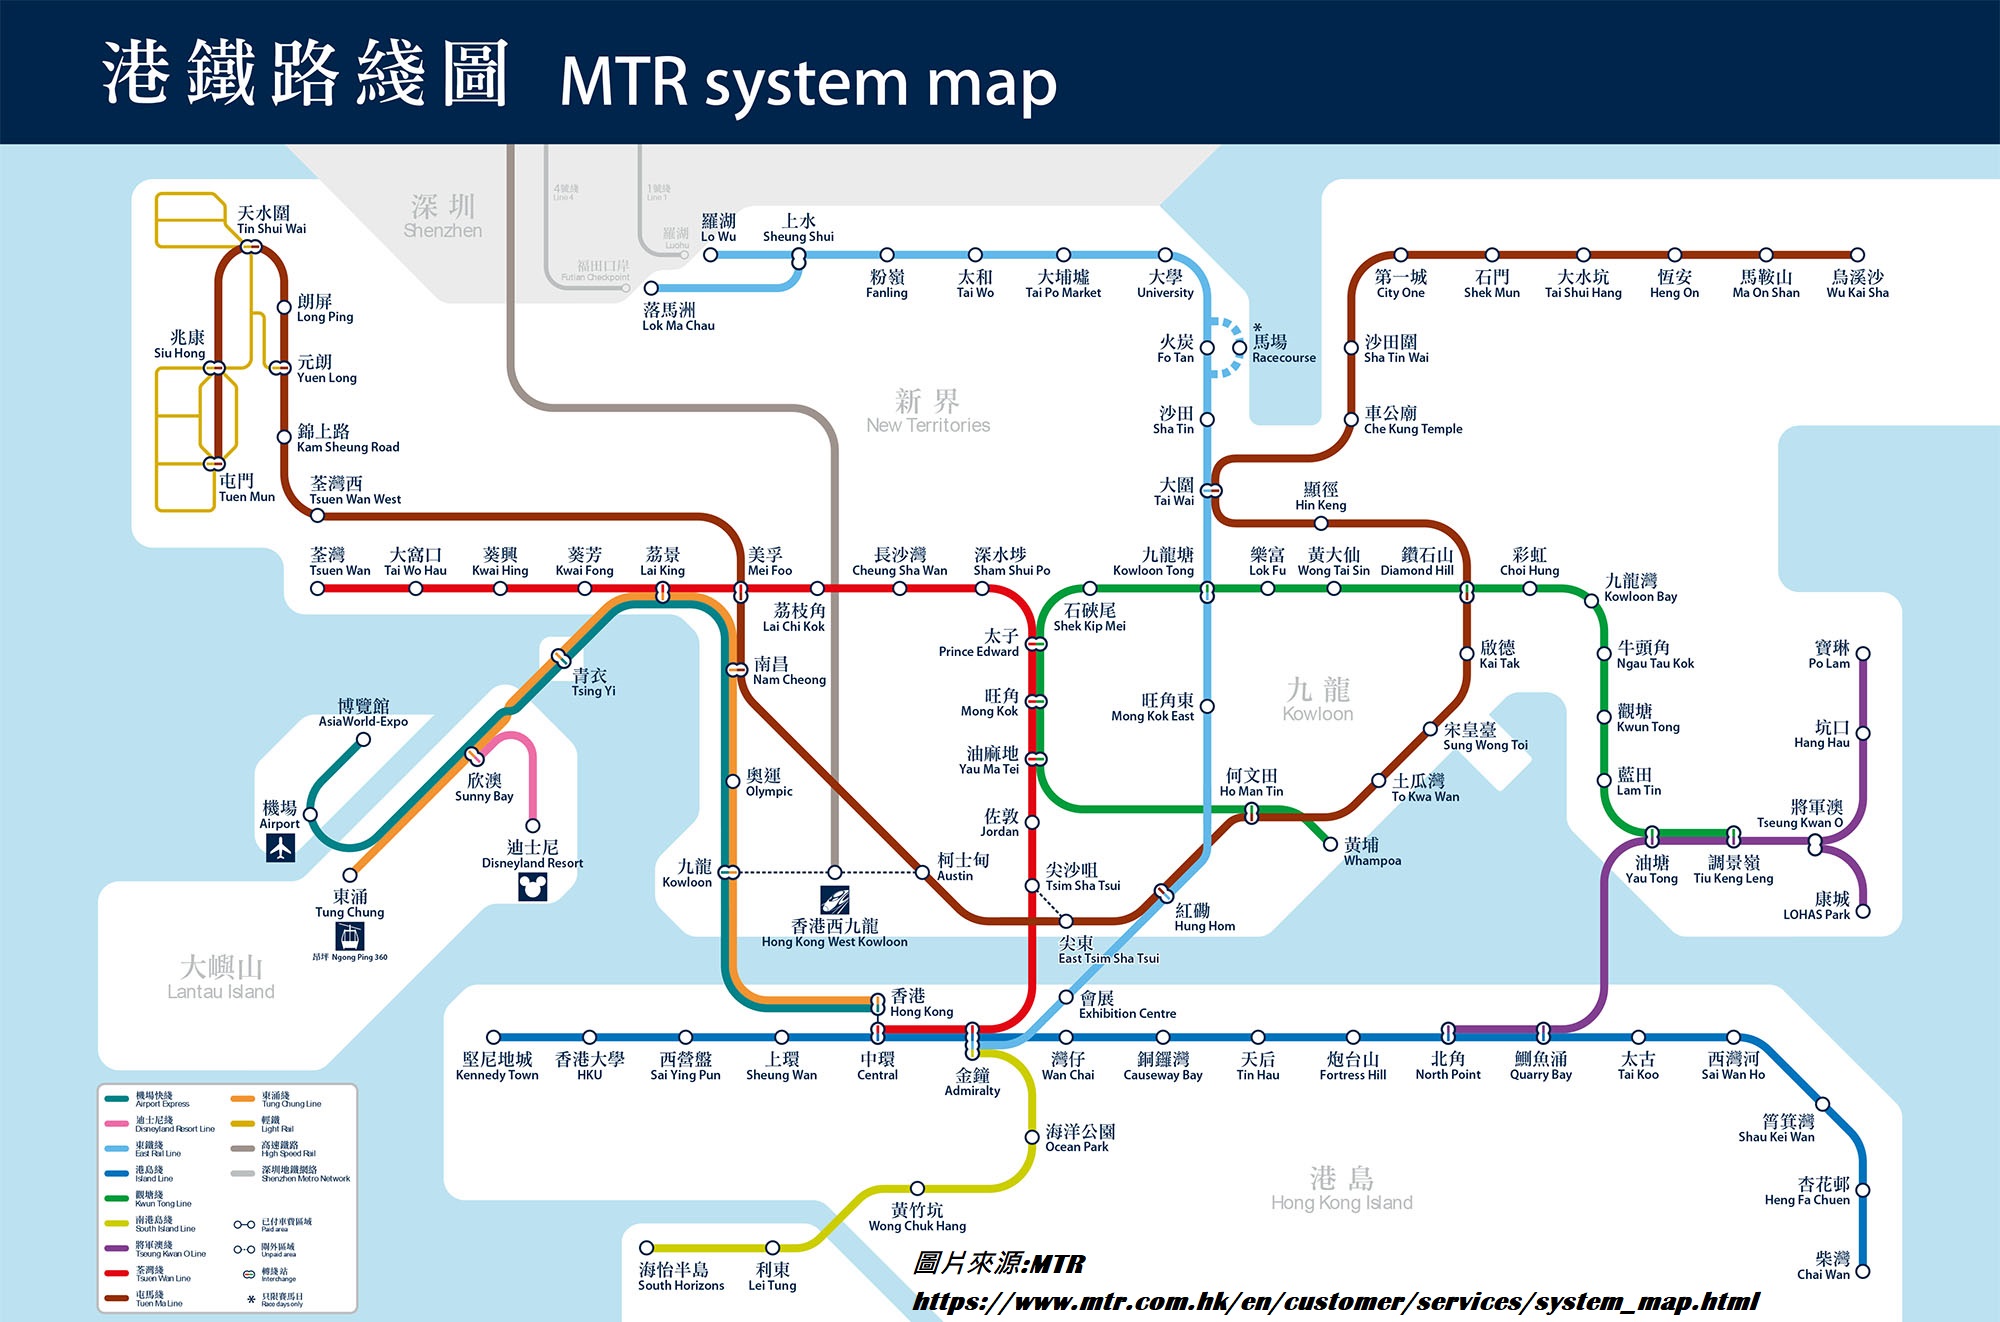 港鐵路綫圖 MTR system map
深圳
Shenzhen
4號綫
Line 4
1號綫
Line 1
羅湖
Luohu
福田口岸
Futian Checkpoint
天水圍
Tin Shui Wai
朗屏
Long Ping
兆康
Siu Hong
元朗
Yuen Long
錦上路
Kam Sheung Road
屯門
Tuen Mun
荃灣西
Tsuen Wan West
羅湖
Lo Wu
上水
Sheung Shui
落馬洲
Lok Ma Chau
粉嶺
Fanling
太和
Tai Wo
大埔墟
Tai Po Market
大學
University
火炭
Fo Tan
*
馬場
Racecourse
沙田
Sha Tin
大圍
Tai Wai
新界
New Territories
第一城
City One
石門
Shek Mun
大水坑
Tai Shui Hang
恆安
Heng On
馬鞍山
Ma On Shan
烏溪沙
Wu Kai Sha
沙田圍
Sha Tin Wai
車公廟
Che Kung Temple
顯徑
Hin Keng
荃灣
Tsuen Wan
大窩口
Tai Wo Hau
葵興
Kwai Hing
葵芳
Kwai Fong
荔景
Lai King
美孚
Mei Foo
荔枝角
Lai Chi Kok
長沙灣
Cheung Sha Wan
深水埗
Sham Shui Po
九龍塘
Kowloon Tong
樂富
Lok Fu
黃大仙
Wong Tai Sin
鑽石山
Diamond Hill
彩虹
Choi Hung
九龍灣
Kowloon Bay
石硤尾
Shek Kip Mei
太子
Prince Edward
啟德
Kai Tak
牛頭角
Ngau Tau Kok
寶琳
Po Lam
青衣
Tsing Yi
南昌
Nam Cheong
旺角
Mong Kok
旺角東
Mong Kok East
九龍
Kowloon
宋皇臺
Sung Wong Toi
觀塘
Kwun Tong
坑口
Hang Hau
博覽館
AsiaWorld-Expo
欣澳
Sunny Bay
奧運
Olympic
油麻地
Yau Ma Tei
何文田
Ho Man Tin
土瓜灣
To Kwa Wan
藍田
Lam Tin
將軍澳
Tseung Kwan O
機場
Airport
迪士尼
Disneyland Resort
佐敦
Jordan
黃埔
Whampoa
九龍
Kowloon
柯士甸
Austin
尖沙咀
Tsim Sha Tsui
油塘
Yau Tong
調景嶺
Tiu Keng Leng
康城
LOHAS Park
東涌
Tung Chung
昂坪 Ngong Ping 360
香港西九龍
Hong Kong West Kowloon
紅磡
Hung Hom
尖東
East Tsim Sha Tsui
大嶼山
Lantau Island
香港
Hong Kong
會展
Exhibition Centre
堅尼地城
Kennedy Town
香港大學
HKU
西營盤
Sai Ying Pun
上環
Sheung Wan
中環
Central
金鐘
Admiralty
灣仔
Wan Chai
銅鑼灣
Causeway Bay
天后
Tin Hau
炮台山
Fortress Hill
北角
North Point
鰂魚涌
Quarry Bay
太古
Tai Koo
西灣河
Sai Wan Ho
筲箕灣
Shau Kei Wan
杏花邨
Heng Fa Chuen
柴灣
Chai Wan
海洋公園
Ocean Park
港島
Hong Kong Island
黃竹坑
Wong Chuk Hang
利東
Lei Tung
海怡半島
South Horizons
機場快綫
Airport Express
迪士尼綫
Disneyland Resort Line
東鐵綫
East Rail Line
港島綫
Island Line
觀塘綫
Kwun Tong Line
南港島綫
South Island Line
將軍澳綫
Tseung Kwan O Line
荃灣綫
Tsuen Wan Line
屯馬綫
Tuen Ma Line
東涌綫
Tung Chung Line
輕鐵
Light Rail
高速鐵路
High Speed Rail
深圳地鐵網絡
Shenzhen Metro Network
已付車費區域
Paid area
閘外區域
Unpaid area
轉綫站
Interchange
* 只限賽馬日
Race days only
圖片來源:MTR
https://www.mtr.com.hk/en/customer/services/system_map.html